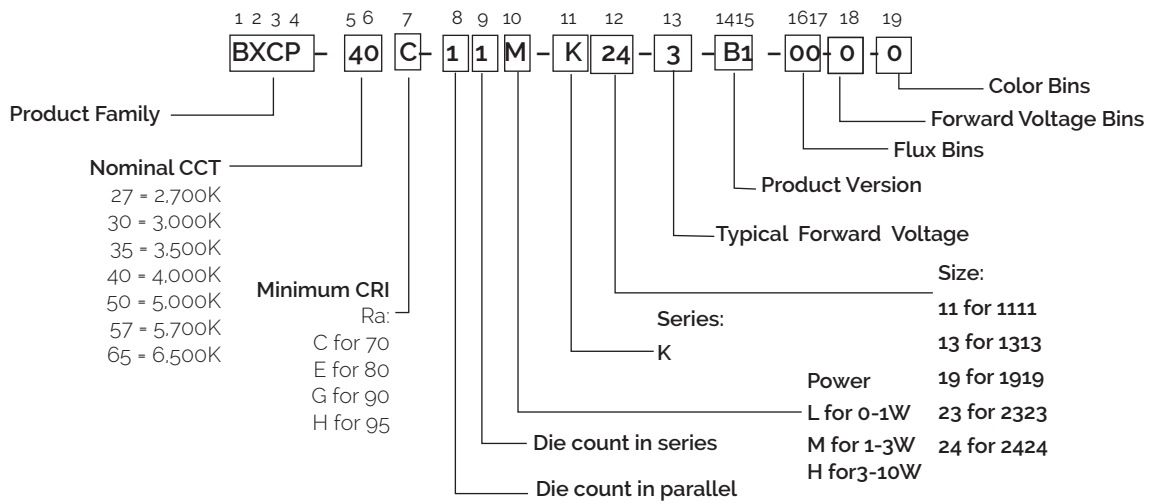 1 2 3 4 5 6 7 8 9 10 11 12 13 1415 1617 18 19
BXCP - 40 C - 1 1 M - K 24 - 3 - B1 - 00 - 0 - 0
Color Bins
Product Family
Forward Voltage Bins
Flux Bins
Nominal CCT
27 = 2,700K
30 = 3,000K
35 = 3,500K
40 = 4,000K
50 = 5,000K
57 = 5,700K
65 = 6,500K
Product Version
Typical Forward Voltage
Minimum CRI
Ra:
C for 70
E for 80
G for 90
H for 95
Series:
K
Size:
11 for 1111
13 for 1313
19 for 1919
23 for 2323
24 for 2424
Power
L for 0-1W
M for 1-3W
H for3-10W
Die count in series
Die count in parallel